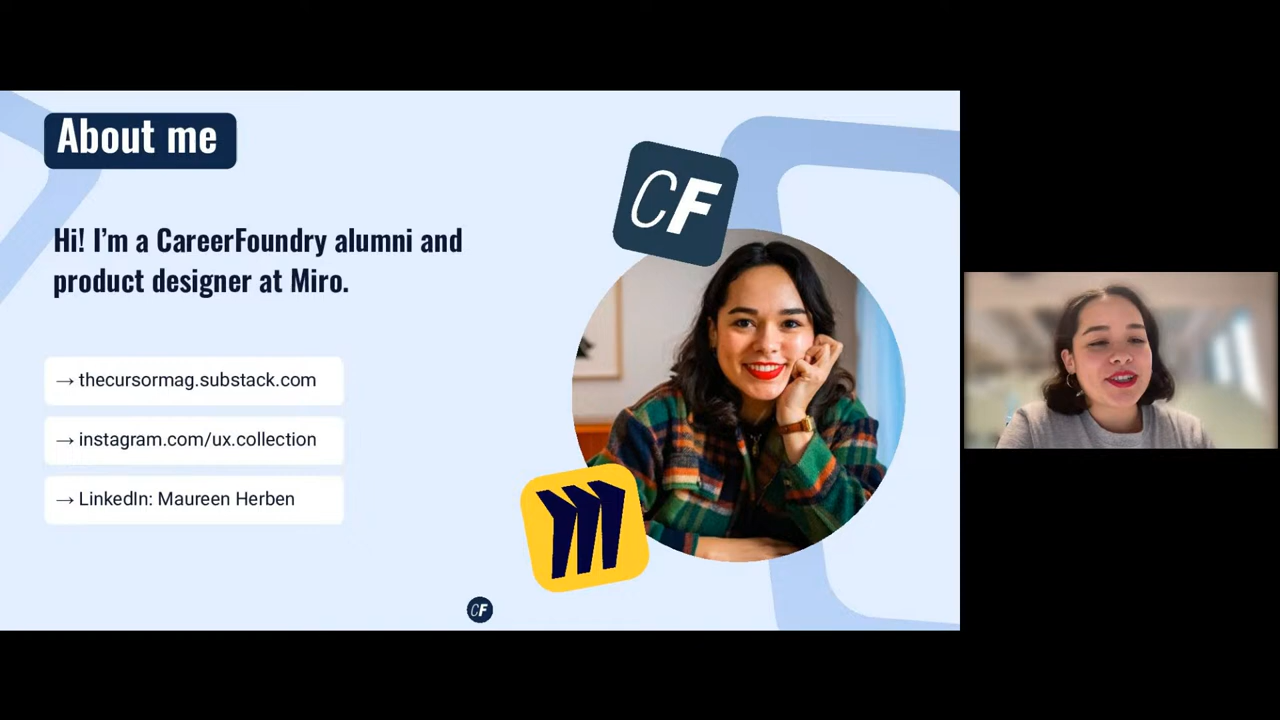 About me
CF
Hi! I’m a CareerFoundry alumni and
product designer at Miro.
→ thecursormag.substack.com
→ instagram.com/ux.collection
→ LinkedIn: Maureen Herben
CF